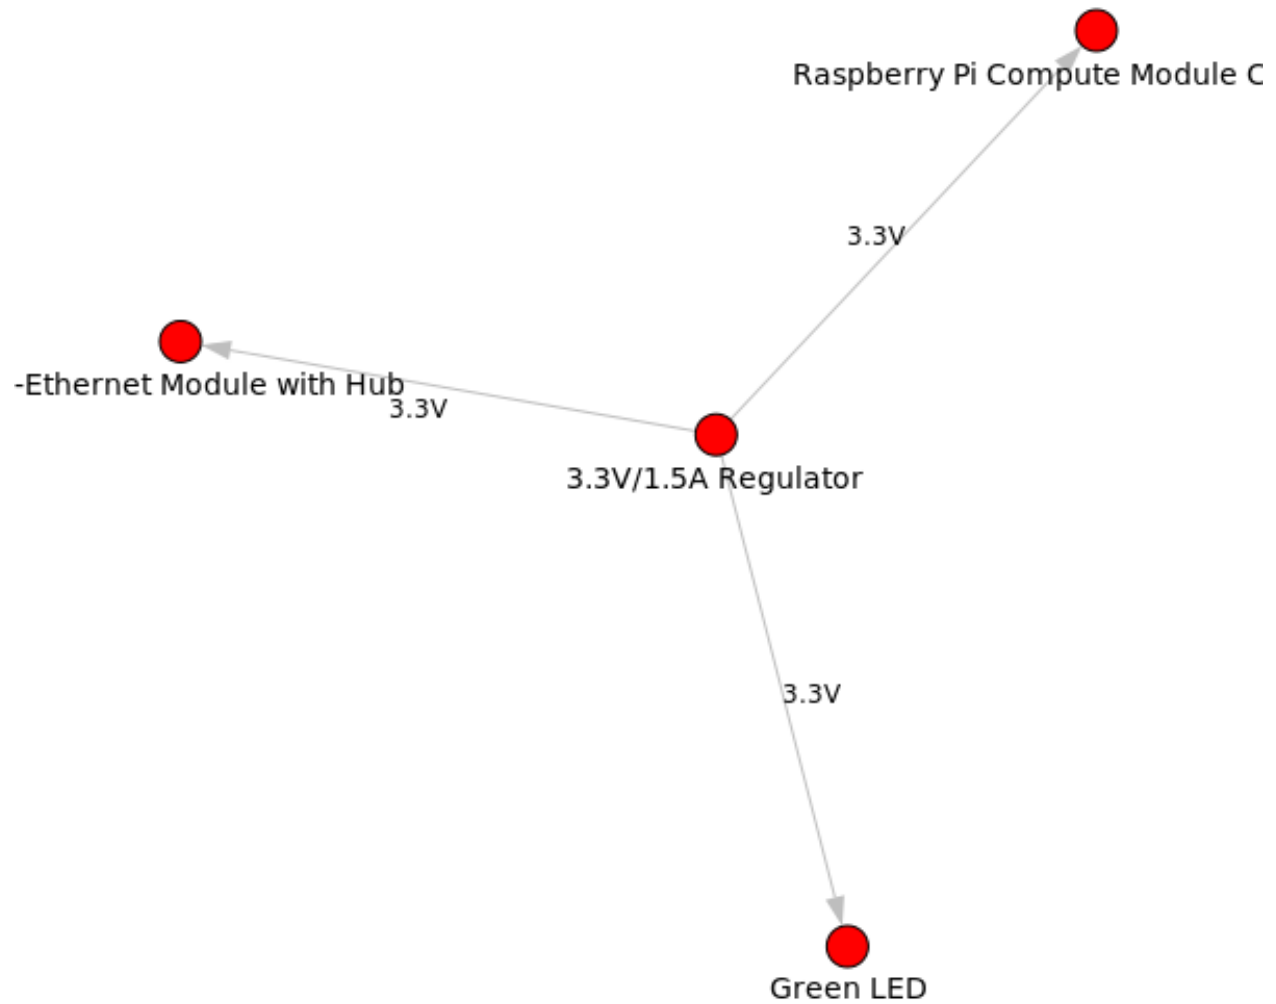 Raspberry Pi Compute Module C
3.3V
-Ethernet Module with Hub
3.3V
3.3V/1.5A Regulator
3.3V
Green LED